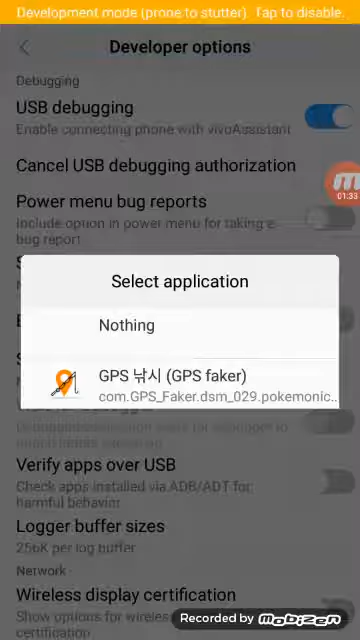 Development mode (prone to stutter). Tap to disable.
Developer options
Debugging
USB debugging
Enable connecting phone with vivoAssistant
Cancel USB debugging authorization
01:33
Power menu bug reports
Include option in power menu for taking a
bug report
Select application
Nothing
GPS 낚시 (GPS faker)
com.GPS_Faker.dsm_029.pokemonic..
Verify apps over USB
Check apps installed via ADB/ADT for
harmful behavior
Logger buffer sizes
256K per log buffer
Network
Wireless display certification
Show options for wireles
certification
Recorded by MOBIZEN